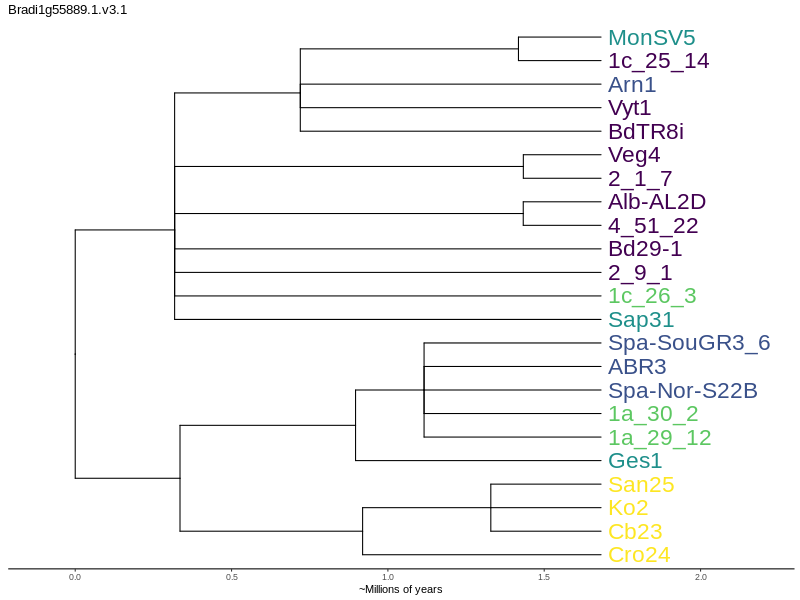 Bradi1g55889.1.v3.1
MonSV5
1c_25_14
Arn1
Vyt1
BdTR8i
Veg4
2_1_7
Alb-AL2D
4_51_22
Bd29-1
2_9_1
1c_26_3
Sap31
Spa-SouGR3_6
ABR3
Spa-Nor-S22B
1a_30_2
1a_29_12
Ges1
San25
Ko2
Cb23
Cro24
0.0 0.5 1.0 1.5 2.0
~Millions of years